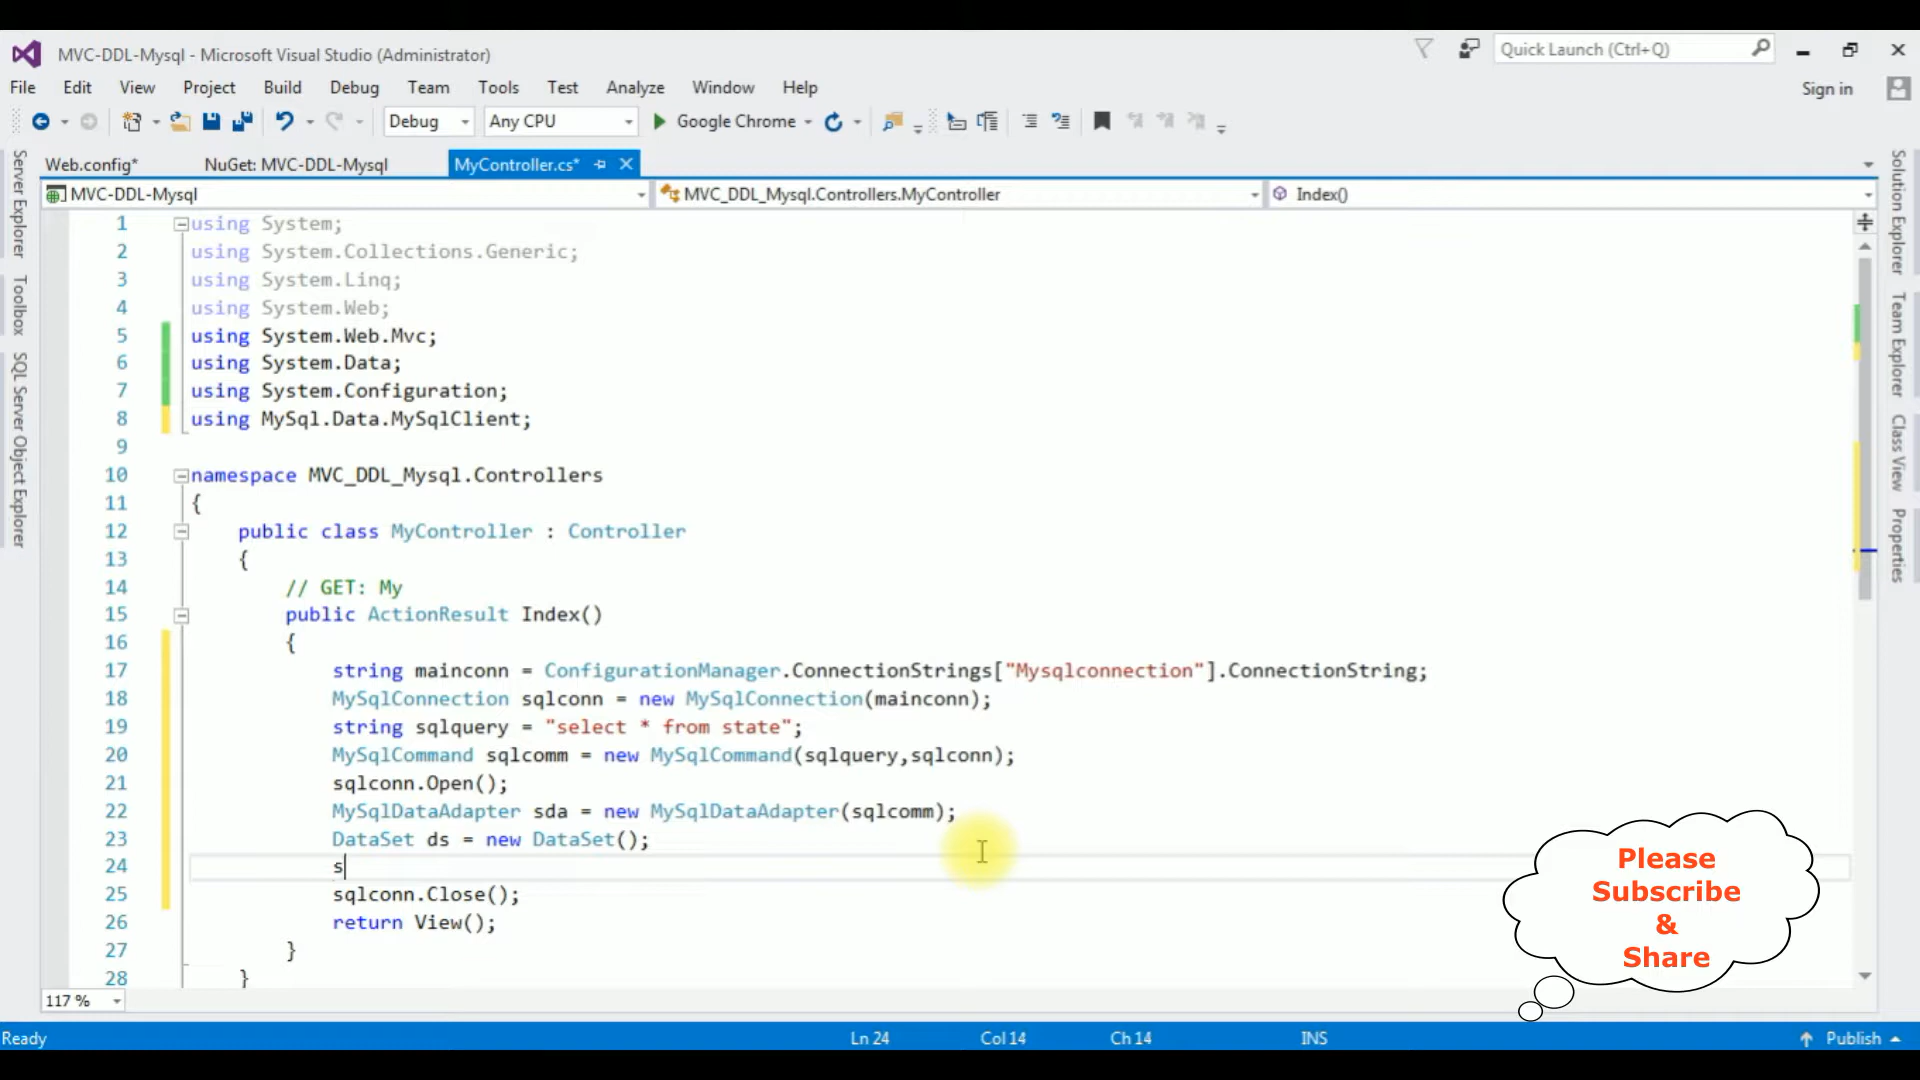 MVC-DDL-Mysql - Microsoft Visual Studio (Administrator)
Quick Launch (Ctrl+Q)
File Edit View Project Build Debug Team Tools Test Analyze Window Help
Sign in
Debug Any CPU Google Chrome
Web.config* NuGet: MVC-DDL-Mysql MyController.cs*
MVC-DDL-Mysql MVC_DDL_Mysql.Controllers.MyController Index()
Server Explorer
Toolbox
SQL Server Object Explorer
1 using System;
2 using System.Collections.Generic;
3 using System.Linq;
4 using System.Web;
5 using System.Web.Mvc;
6 using System.Data;
7 using System.Configuration;
8 using MySql.Data.MySqlClient;
9
10 namespace MVC_DDL_Mysql.Controllers
11 {
12 public class MyController : Controller
13 {
14 // GET: My
15 public ActionResult Index()
16 {
17 string mainconn = ConfigurationManager.ConnectionStrings["Mysqlconnection"].ConnectionString;
18 MySqlConnection sqlconn = new MySqlConnection(mainconn);
19 string sqlquery = "select * from state";
20 MySqlCommand sqlcomm = new MySqlCommand(sqlquery,sqlconn);
21 sqlconn.Open();
22 MySqlDataAdapter sda = new MySqlDataAdapter(sqlcomm);
23 DataSet ds = new DataSet();
24 s
25 sqlconn.Close();
26 return View();
27 }
28 }
Solution Explorer
Team Explorer
Class View
Properties
Please
Subscribe
&
Share
117 %
Ready Ln 24 Col 14 Ch 14 INS Publish